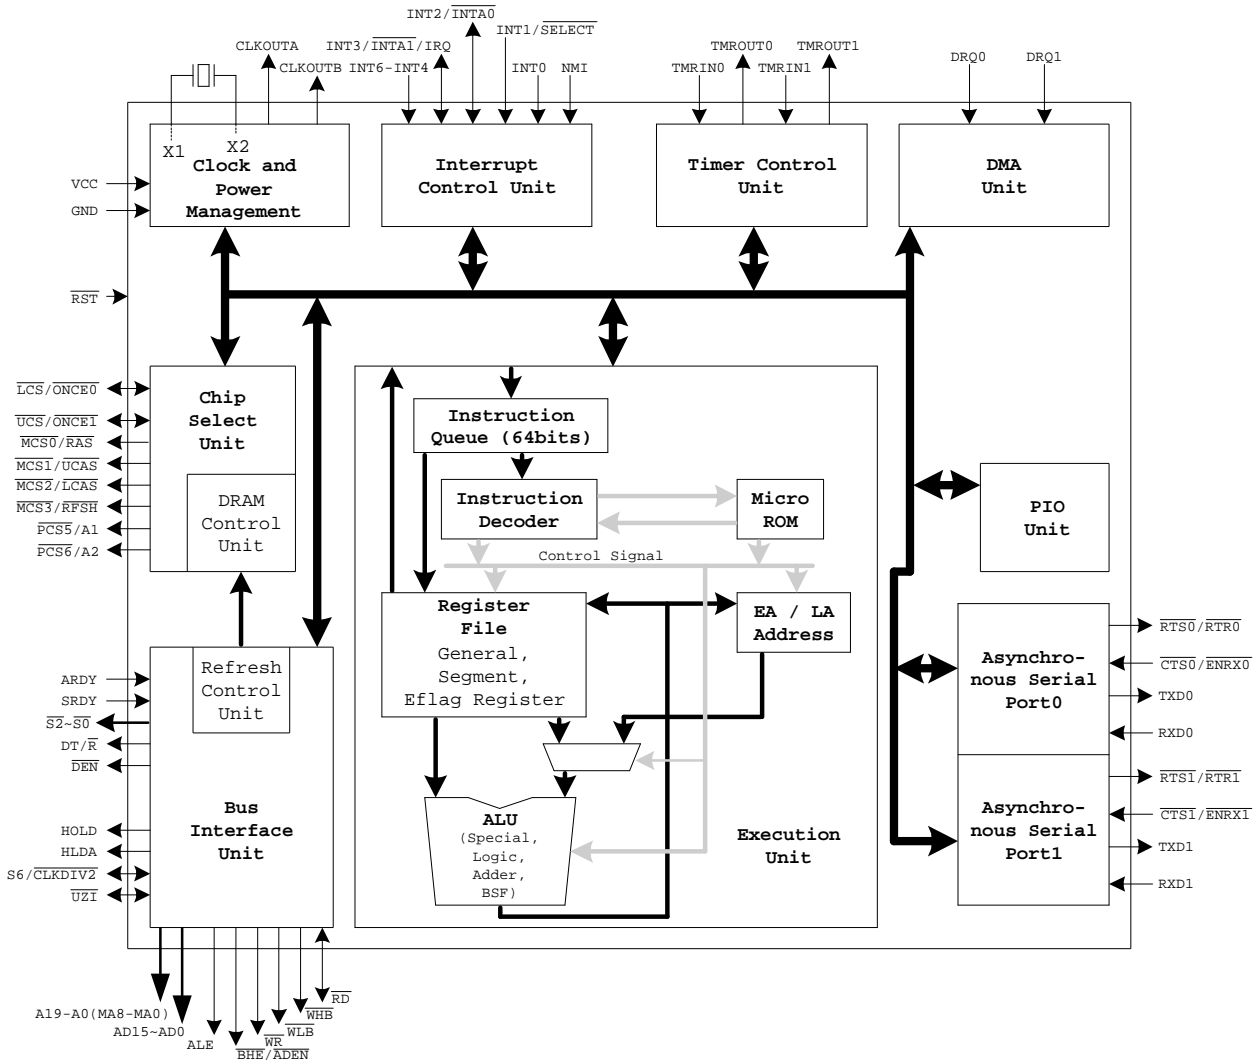 INT2/INTA0
INT1/SELECT
CLKOUTA
INT3/INTA1/IRQ
TMROUT0
TMROUT1
CLKOUTB
INT6-INT4
INT0
NMI
TMRIN0
TMRIN1
DRQ0
DRQ1
X1
X2
Clock and
Power
Management
Interrupt
Control Unit
Timer Control
Unit
DMA
Unit
VCC
GND
RST
LCS/ONCE0
UCS/ONCE1
MCS0/RAS
MCS1/UCAS
MCS2/LCAS
MCS3/RFSH
PCS5/A1
PCS6/A2
Chip
Select
Unit
DRAM
Control
Unit
Instruction
Queue (64bits)
Instruction
Decoder
Micro
ROM
Control Signal
Register
File
General,
Segment,
Eflag Register
EA / LA
Address
ALU
(Special,
Logic,
Adder,
BSF)
Execution
Unit
PIO
Unit
Asynchro-
nous Serial
Port0
Asynchro-
nous Serial
Port1
RTS0/RTR0
CTS0/ENRX0
TXD0
RXD0
RTS1/RTR1
CTS1/ENRX1
TXD1
RXD1
Refresh
Control
Unit
Bus
Interface
Unit
ARDY
SRDY
S2~S0
DT/R
DEN
HOLD
HLDA
S6/CLKDIV2
UZI
A19-A0(MA8-MA0)
AD15~AD0
ALE
BHE/ADEN
WR
WLB
WHB
RD